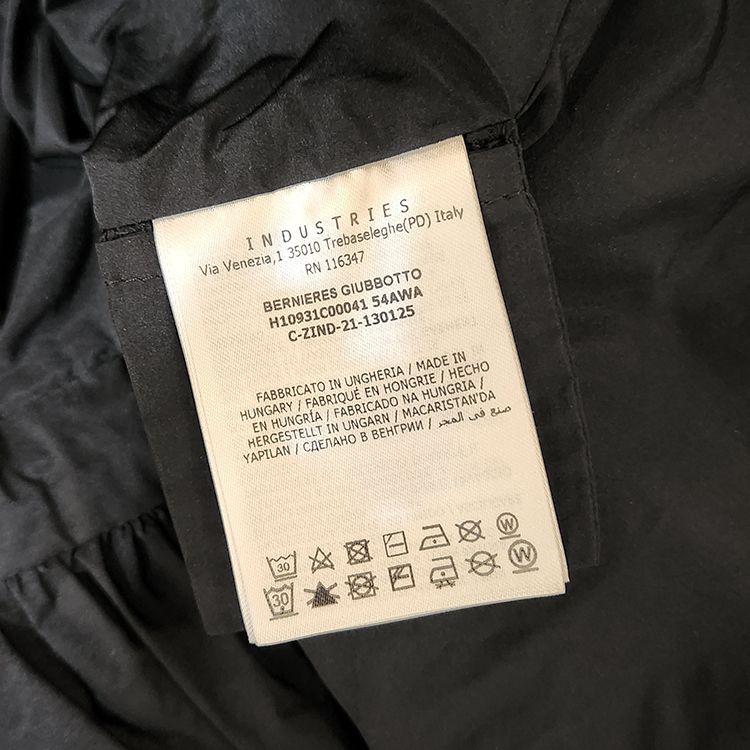 INDUSTRIES
Via Venezia,1 35010 Trebaseleghe(PD) Italy
RN 116347
BERNIERES GIUBBOTTO
H10931C00041 54AWA
C-ZIND-21-130125
FABBRICATO IN UNGHERIA / MADE IN
HUNGARY / FABRIQUÉ EN HONGRIE / HECHO
EN HUNGRÍA / FABRICADO NA HUNGRIA /
HERGESTELLT IN UNGARN / MACARISTAN'DA
YAPILAN / СДЕЛАНО В ВЕНГРИИ / صنع في المجر
30 W
30 W